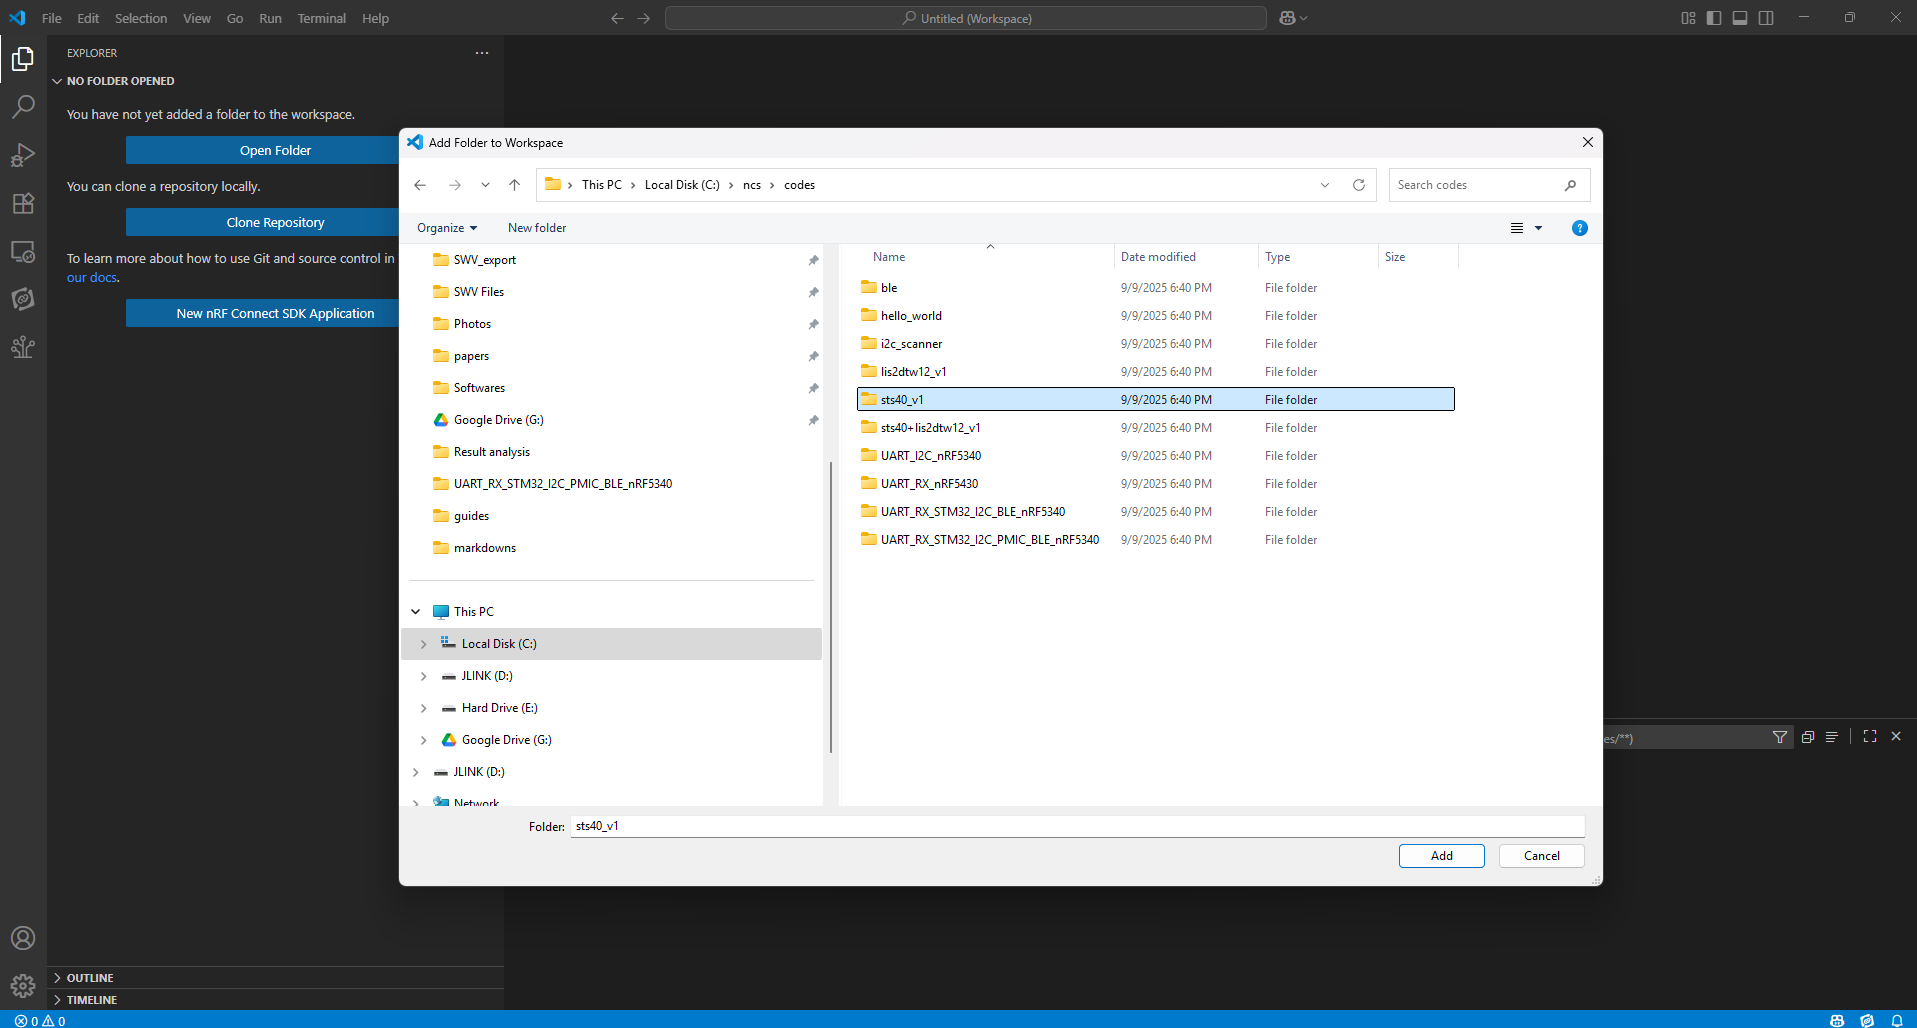 File Edit Selection View Go Run Terminal Help
Untitled (Workspace)
EXPLORER
NO FOLDER OPENED
You have not yet added a folder to the workspace.
Open Folder
You can clone a repository locally.
Clone Repository
To learn more about how to use Git and source control in
our docs.
New nRF Connect SDK Application
OUTLINE
TIMELINE
0 0
Add Folder to Workspace
This PC Local Disk (C:) ncs codes
Search codes
Organize New folder
?
SWV_export
SWV Files
Photos
papers
Softwares
Google Drive (G:)
Result analysis
UART_RX_STM32_I2C_PMIC_BLE_nRF5340
guides
markdowns
This PC
Local Disk (C:)
JLINK (D:)
Hard Drive (E:)
Google Drive (G:)
JLINK (D:)
Network
Name Date modified Type Size
ble 9/9/2025 6:40 PM File folder
hello_world 9/9/2025 6:40 PM File folder
i2c_scanner 9/9/2025 6:40 PM File folder
lis2dtw12_v1 9/9/2025 6:40 PM File folder
sts40_v1 9/9/2025 6:40 PM File folder
sts40+lis2dtw12_v1 9/9/2025 6:40 PM File folder
UART_I2C_nRF5340 9/9/2025 6:40 PM File folder
UART_RX_nRF5430 9/9/2025 6:40 PM File folder
UART_RX_STM32_I2C_BLE_nRF5340 9/9/2025 6:40 PM File folder
UART_RX_STM32_I2C_PMIC_BLE_nRF5340 9/9/2025 6:40 PM File folder
Folder: sts40_v1
Add Cancel
es/**)